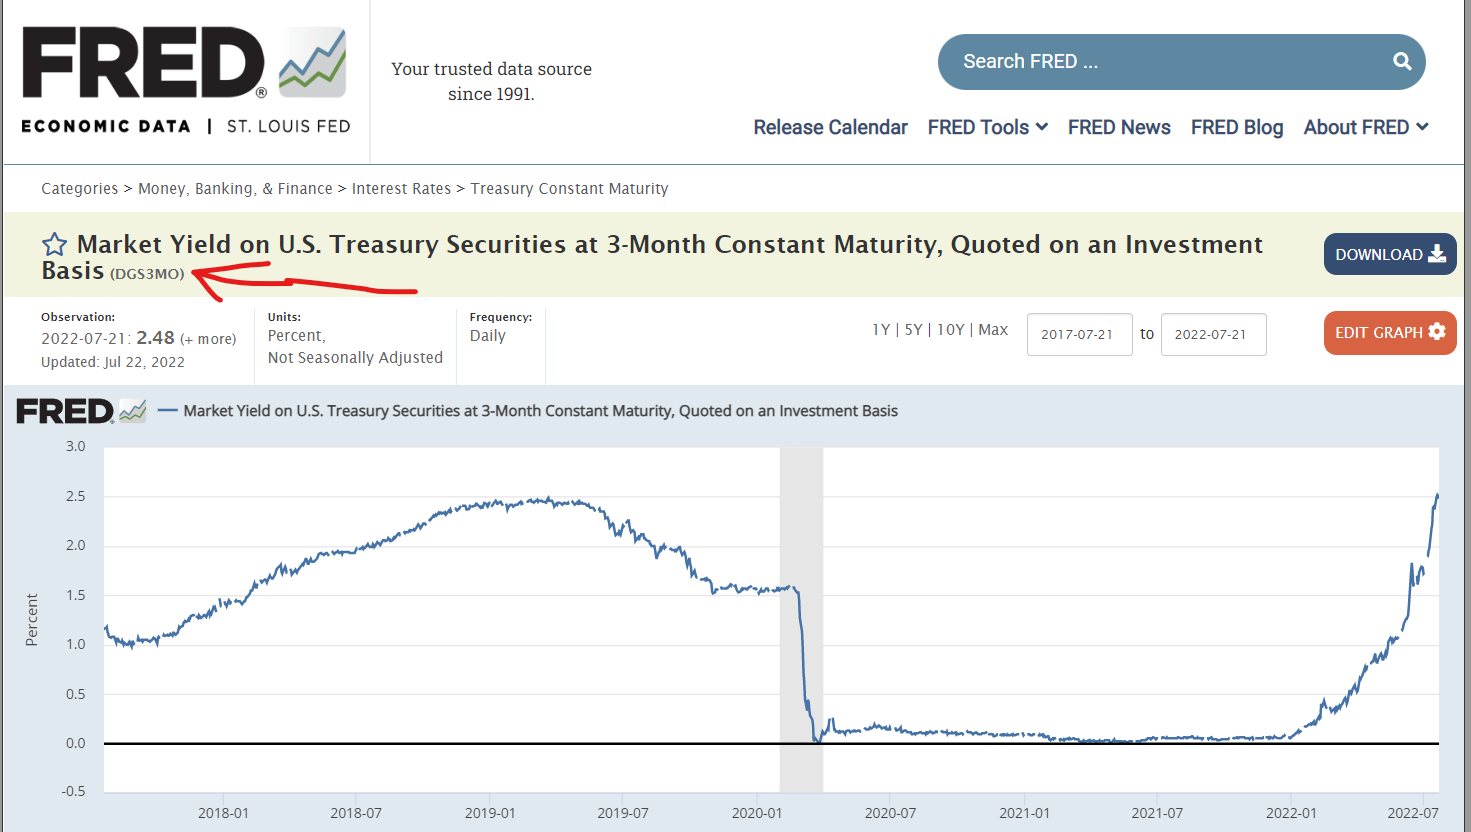 FRED®
ECONOMIC DATA | ST. LOUIS FED
Your trusted data source
since 1991.
Search FRED ...
Release Calendar FRED Tools FRED News FRED Blog About FRED
Categories > Money, Banking, & Finance > Interest Rates > Treasury Constant Maturity
Market Yield on U.S. Treasury Securities at 3-Month Constant Maturity, Quoted on an Investment
Basis (DGS3MO)
DOWNLOAD
Observation:
2022-07-21: 2.48 (+ more)
Updated: Jul 22, 2022
Units:
Percent,
Not Seasonally Adjusted
Frequency:
Daily
1Y | 5Y | 10Y | Max
2017-07-21 to 2022-07-21
EDIT GRAPH
FRED® Market Yield on U.S. Treasury Securities at 3-Month Constant Maturity, Quoted on an Investment Basis
Percent
3.0
2.5
2.0
1.5
1.0
0.5
0.0
-0.5
2018-01 2018-07 2019-01 2019-07 2020-01 2020-07 2021-01 2021-07 2022-01 2022-07